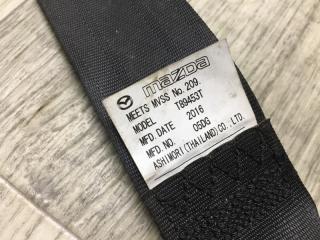 mazda
MEETS MVSS No. 209.
MODEL T89453T
MFD. DATE 2016
MFD. NO. 05DG
ASHIMORI(THAILAND)CO.,LTD.